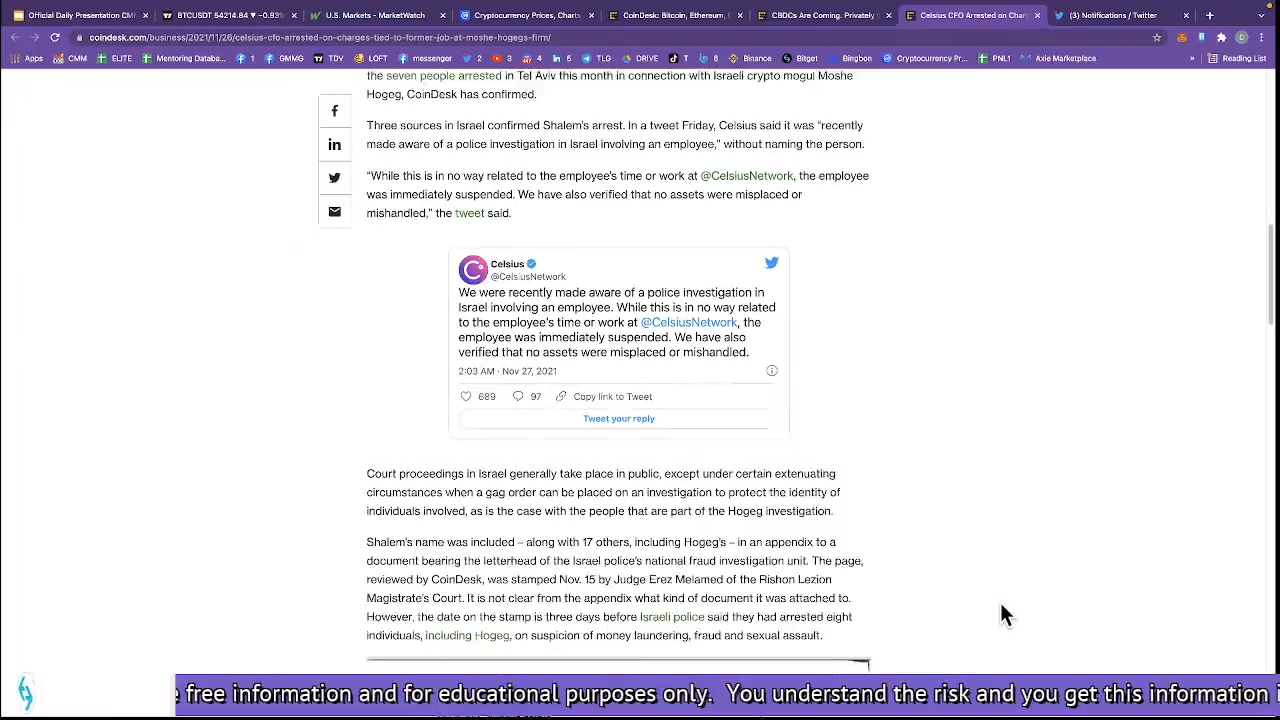 Official Daily Presentation CM
BTCUSDT 54214.84 ▼ −0.93%
U.S. Markets - MarketWatch
Cryptocurrency Prices, Charts
CoinDesk: Bitcoin, Ethereum, C
CBDCs Are Coming. Privately
Celsius CFO Arrested on Char
(3) Notifications / Twitter
coindesk.com/business/2021/11/26/celsius-cfo-arrested-on-charges-tied-to-former-job-at-moshe-hogegs-firm/
Apps CMM ELITE Mentoring Databa... 1 GMMG TDV LOFT messenger 2 3 4 5 TLG DRIVE T 6 Binance Bitget Bingbon Cryptocurrency Pr... PNL1 Axie Marketplace » Reading List
the seven people arrested in Tel Aviv this month in connection with Israeli crypto mogul Moshe
Hogeg, CoinDesk has confirmed.
Three sources in Israel confirmed Shalem's arrest. In a tweet Friday, Celsius said it was “recently
made aware of a police investigation in Israel involving an employee,” without naming the person.
“While this is in no way related to the employee's time or work at @CelsiusNetwork, the employee
was immediately suspended. We have also verified that no assets were misplaced or
mishandled,” the tweet said.
Celsius
@CelsiusNetwork
We were recently made aware of a police investigation in
Israel involving an employee. While this is in no way related
to the employee's time or work at @CelsiusNetwork, the
employee was immediately suspended. We have also
verified that no assets were misplaced or mishandled.
2:03 AM · Nov 27, 2021
689 97 Copy link to Tweet
Tweet your reply
Court proceedings in Israel generally take place in public, except under certain extenuating
circumstances when a gag order can be placed on an investigation to protect the identity of
individuals involved, as is the case with the people that are part of the Hogeg investigation.
Shalem's name was included – along with 17 others, including Hogeg's – in an appendix to a
document bearing the letterhead of the Israel police's national fraud investigation unit. The page,
reviewed by CoinDesk, was stamped Nov. 15 by Judge Erez Melamed of the Rishon Lezion
Magistrate's Court. It is not clear from the appendix what kind of document it was attached to.
However, the date on the stamp is three days before Israeli police said they had arrested eight
individuals, including Hogeg, on suspicion of money laundering, fraud and sexual assault.
free information and for educational purposes only. You understand the risk and you get this information